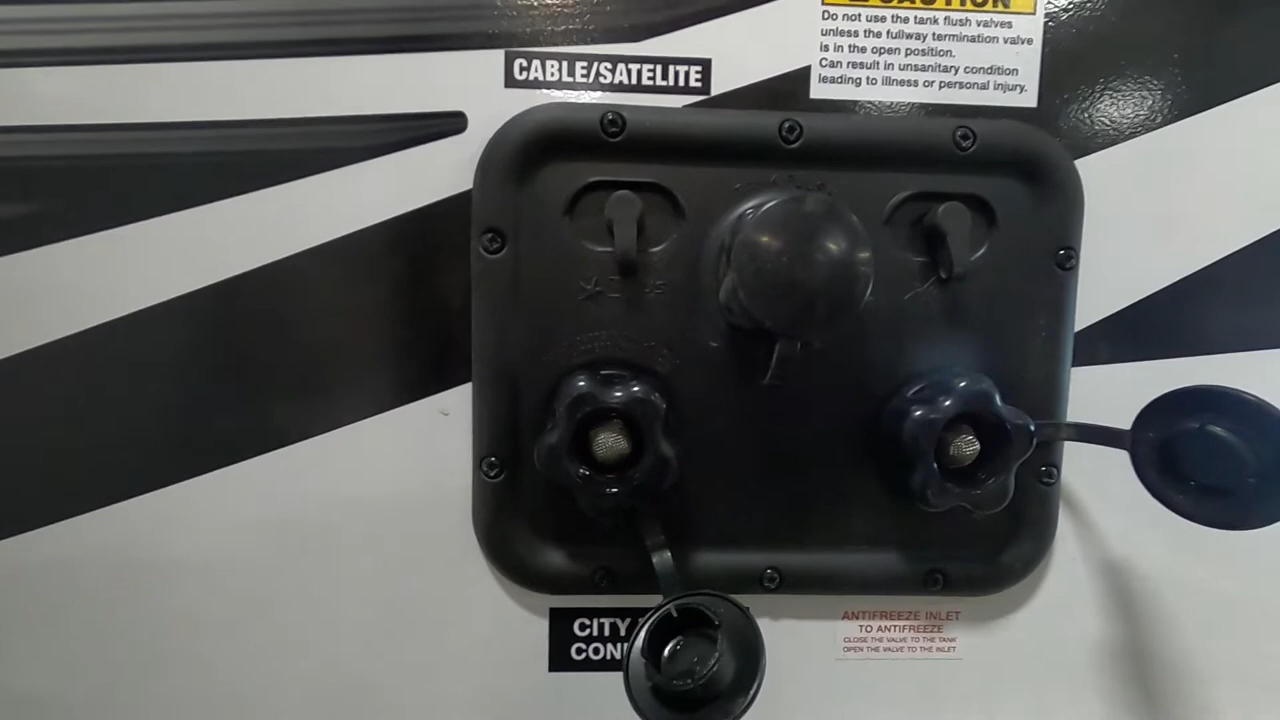 CAUTION
Do not use the tank flush valves
unless the fullway termination valve
is in the open position.
Can result in unsanitary condition
leading to illness or personal injury.
CABLE/SATELITE
CITY
ANTIFREEZE INLET
TO ANTIFREEZE
CLOSE THE VALVE TO THE TANK
OPEN THE VALVE TO THE INLET